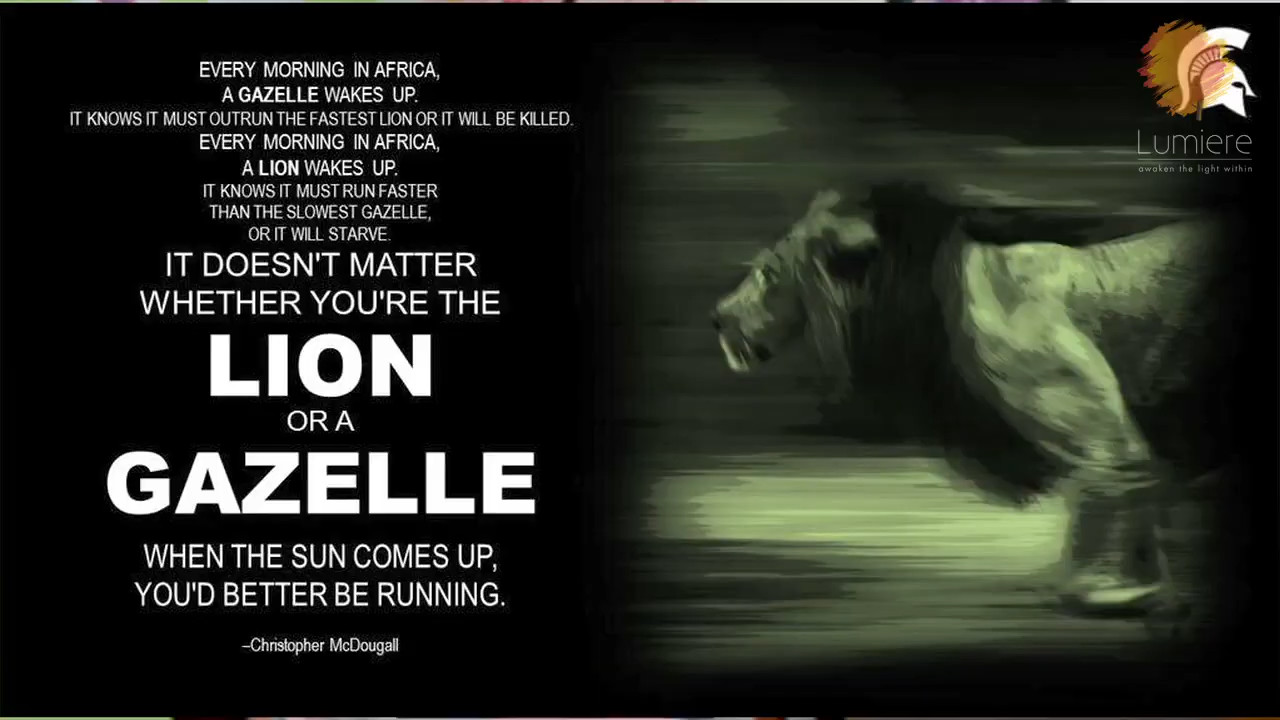 EVERY MORNING IN AFRICA,
A GAZELLE WAKES UP.
IT KNOWS IT MUST OUTRUN THE FASTEST LION OR IT WILL BE KILLED.
EVERY MORNING IN AFRICA,
A LION WAKES UP.
IT KNOWS IT MUST RUN FASTER
THAN THE SLOWEST GAZELLE,
OR IT WILL STARVE.
IT DOESN'T MATTER
WHETHER YOU'RE THE
LION
OR A
GAZELLE
WHEN THE SUN COMES UP,
YOU'D BETTER BE RUNNING.
–Christopher McDougall
Lumiere
awaken the light within